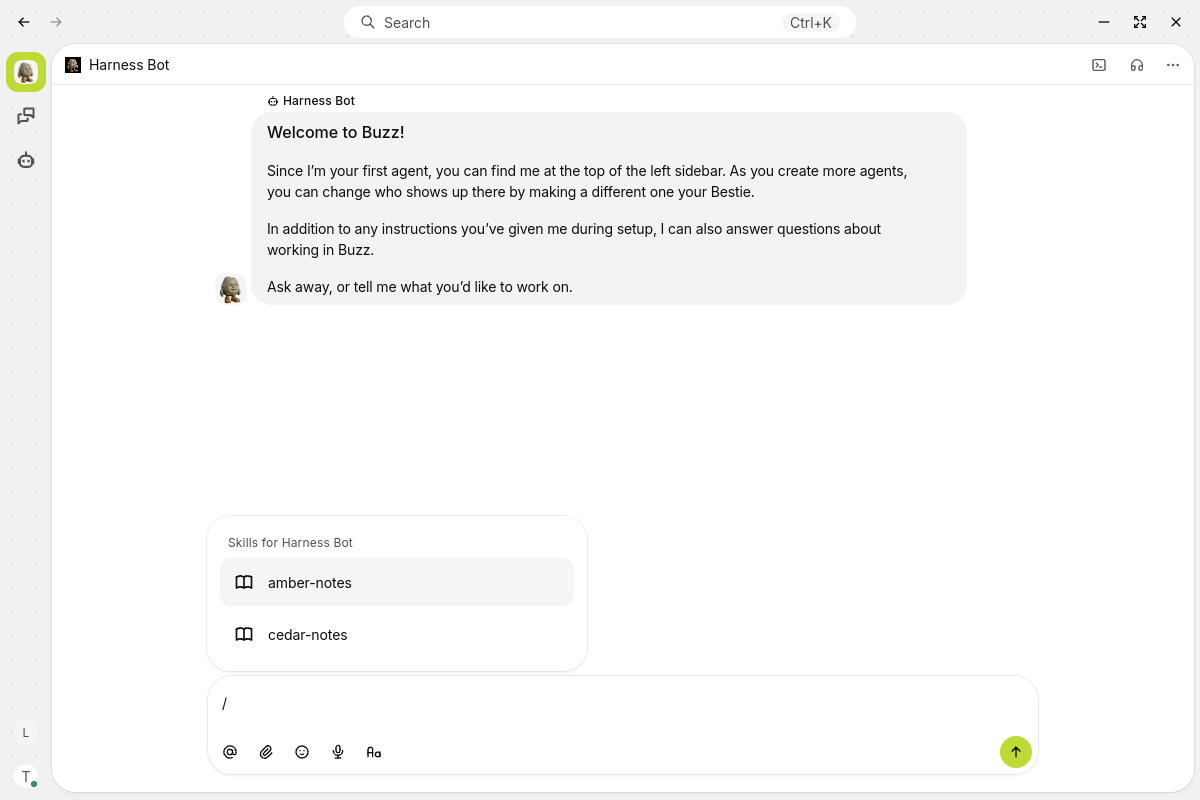 Search
Ctrl+K
Harness Bot
Harness Bot
Welcome to Buzz!
Since I’m your first agent, you can find me at the top of the left sidebar. As you create more agents,
you can change who shows up there by making a different one your Bestie.
In addition to any instructions you’ve given me during setup, I can also answer questions about
working in Buzz.
Ask away, or tell me what you’d like to work on.
Skills for Harness Bot
amber-notes
cedar-notes
/
Aa
L
T